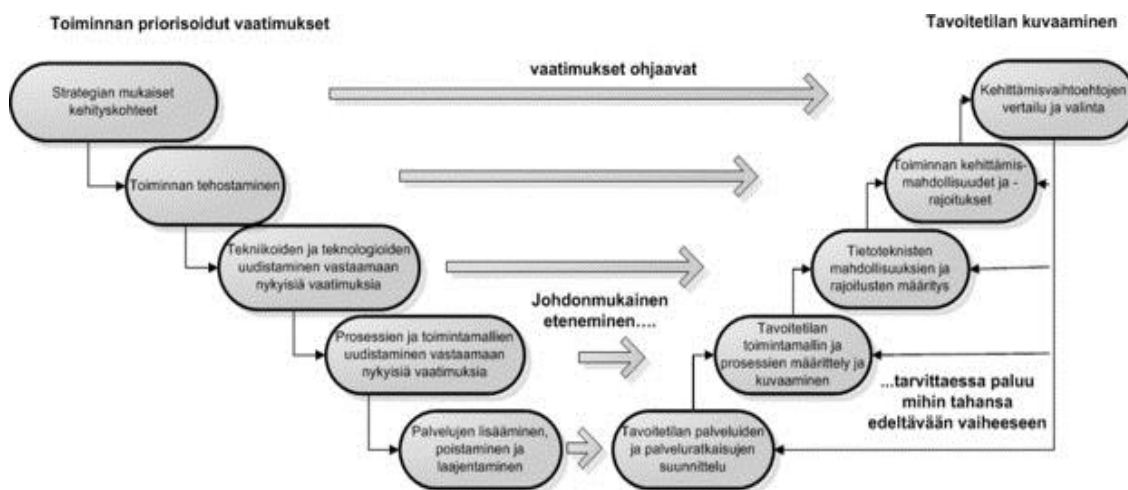 Toiminnan priorisoidut vaatimukset
Tavoitetilan kuvaaminen
vaatimukset ohjaavat
Strategian mukaiset
kehityskohteet
Kehittämisvaihtoehtojen
vertailu ja valinta
Toiminnan tehostaminen
Toiminnan kehittämis-
mahdollisuudet ja -
rajoitukset
Tekniikoiden ja teknologioiden
uudistaminen vastaamaan
nykyisiä vaatimuksia
Tietoteknisten
mahdollisuuksien ja
rajoitusten määritys
Johdonmukainen
eteneminen....
Prosessien ja toimintamallien
uudistaminen vastaamaan
nykyisiä vaatimuksia
Tavoitetilan
toimintamallin ja
prosessien määrittely ja
kuvaaminen
...tarvittaessa paluu
mihin tahansa
edeltävään vaiheeseen
Palvelujen lisääminen,
poistaminen ja
laajentaminen
Tavoitetilan palveluiden
ja palveluratkaisujen
suunnittelu